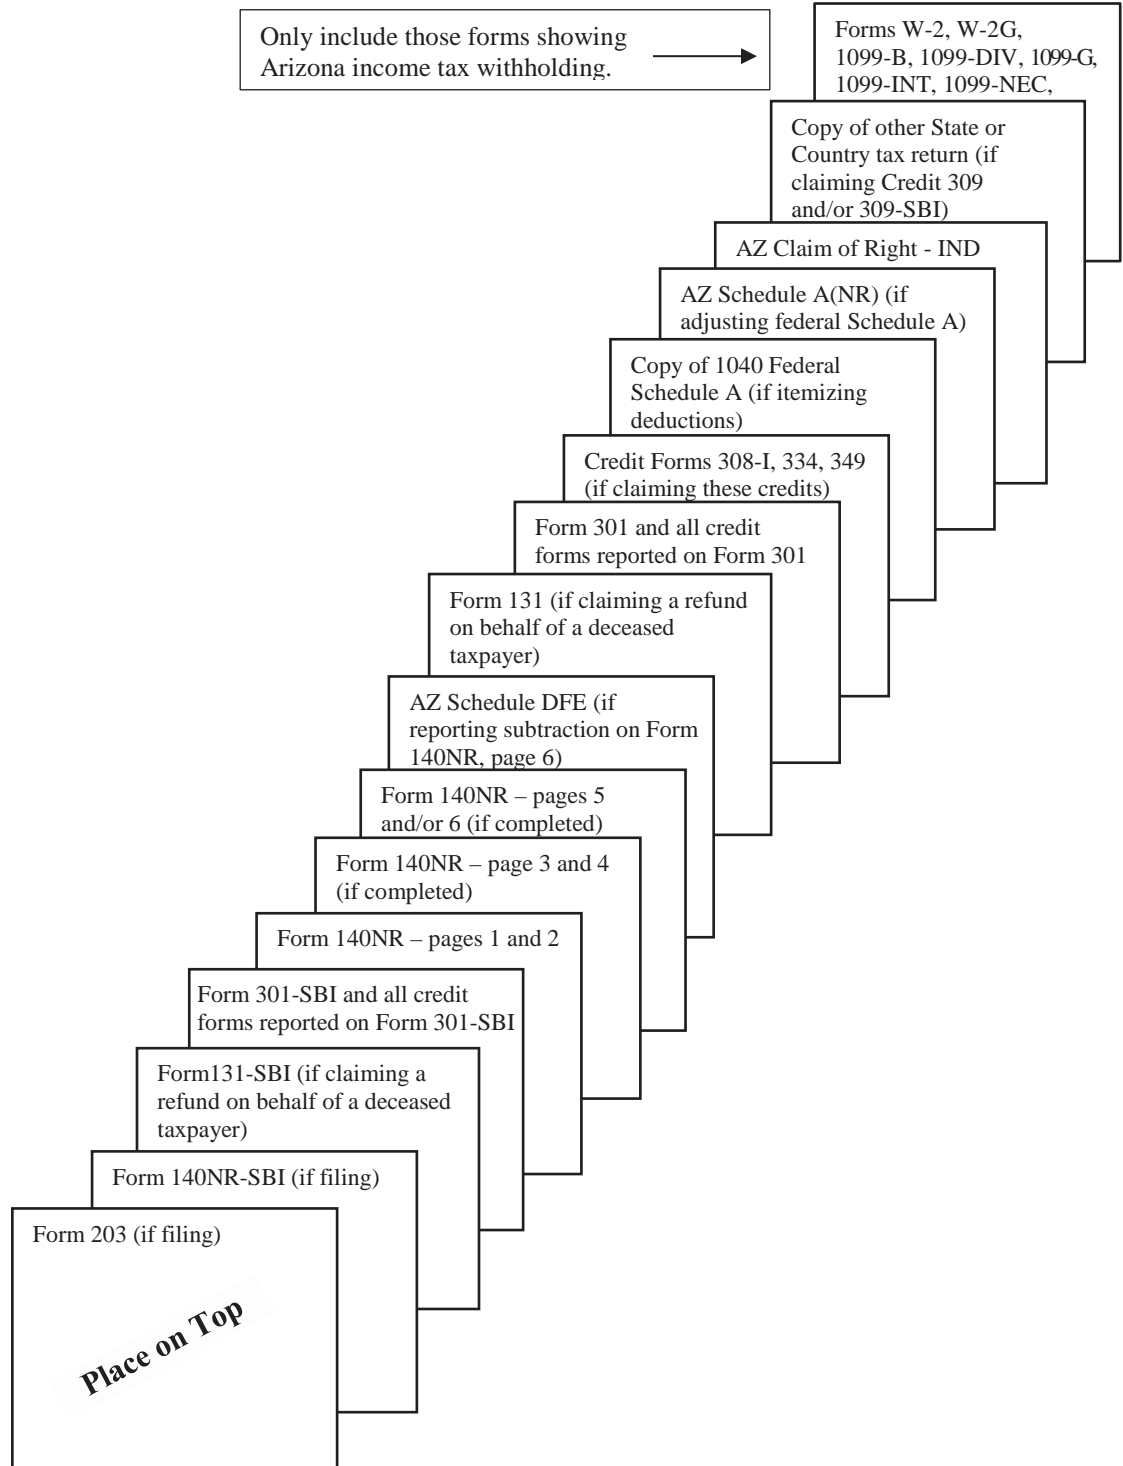 Only include those forms showing
Arizona income tax withholding.
Forms W-2, W-2G,
1099-B, 1099-DIV, 1099-G,
1099-INT, 1099-NEC,
Copy of other State or
Country tax return (if
claiming Credit 309
and/or 309-SBI)
AZ Claim of Right - IND
AZ Schedule A(NR) (if
adjusting federal Schedule A)
Copy of 1040 Federal
Schedule A (if itemizing
deductions)
Credit Forms 308-I, 334, 349
(if claiming these credits)
Form 301 and all credit
forms reported on Form 301
Form 131 (if claiming a refund
on behalf of a deceased
taxpayer)
AZ Schedule DFE (if
reporting subtraction on Form
140NR, page 6)
Form 140NR – pages 5
and/or 6 (if completed)
Form 140NR – page 3 and 4
(if completed)
Form 140NR – pages 1 and 2
Form 301-SBI and all credit
forms reported on Form 301-SBI
Form131-SBI (if claiming a
refund on behalf of a deceased
taxpayer)
Form 140NR-SBI (if filing)
Form 203 (if filing)
Place on Top